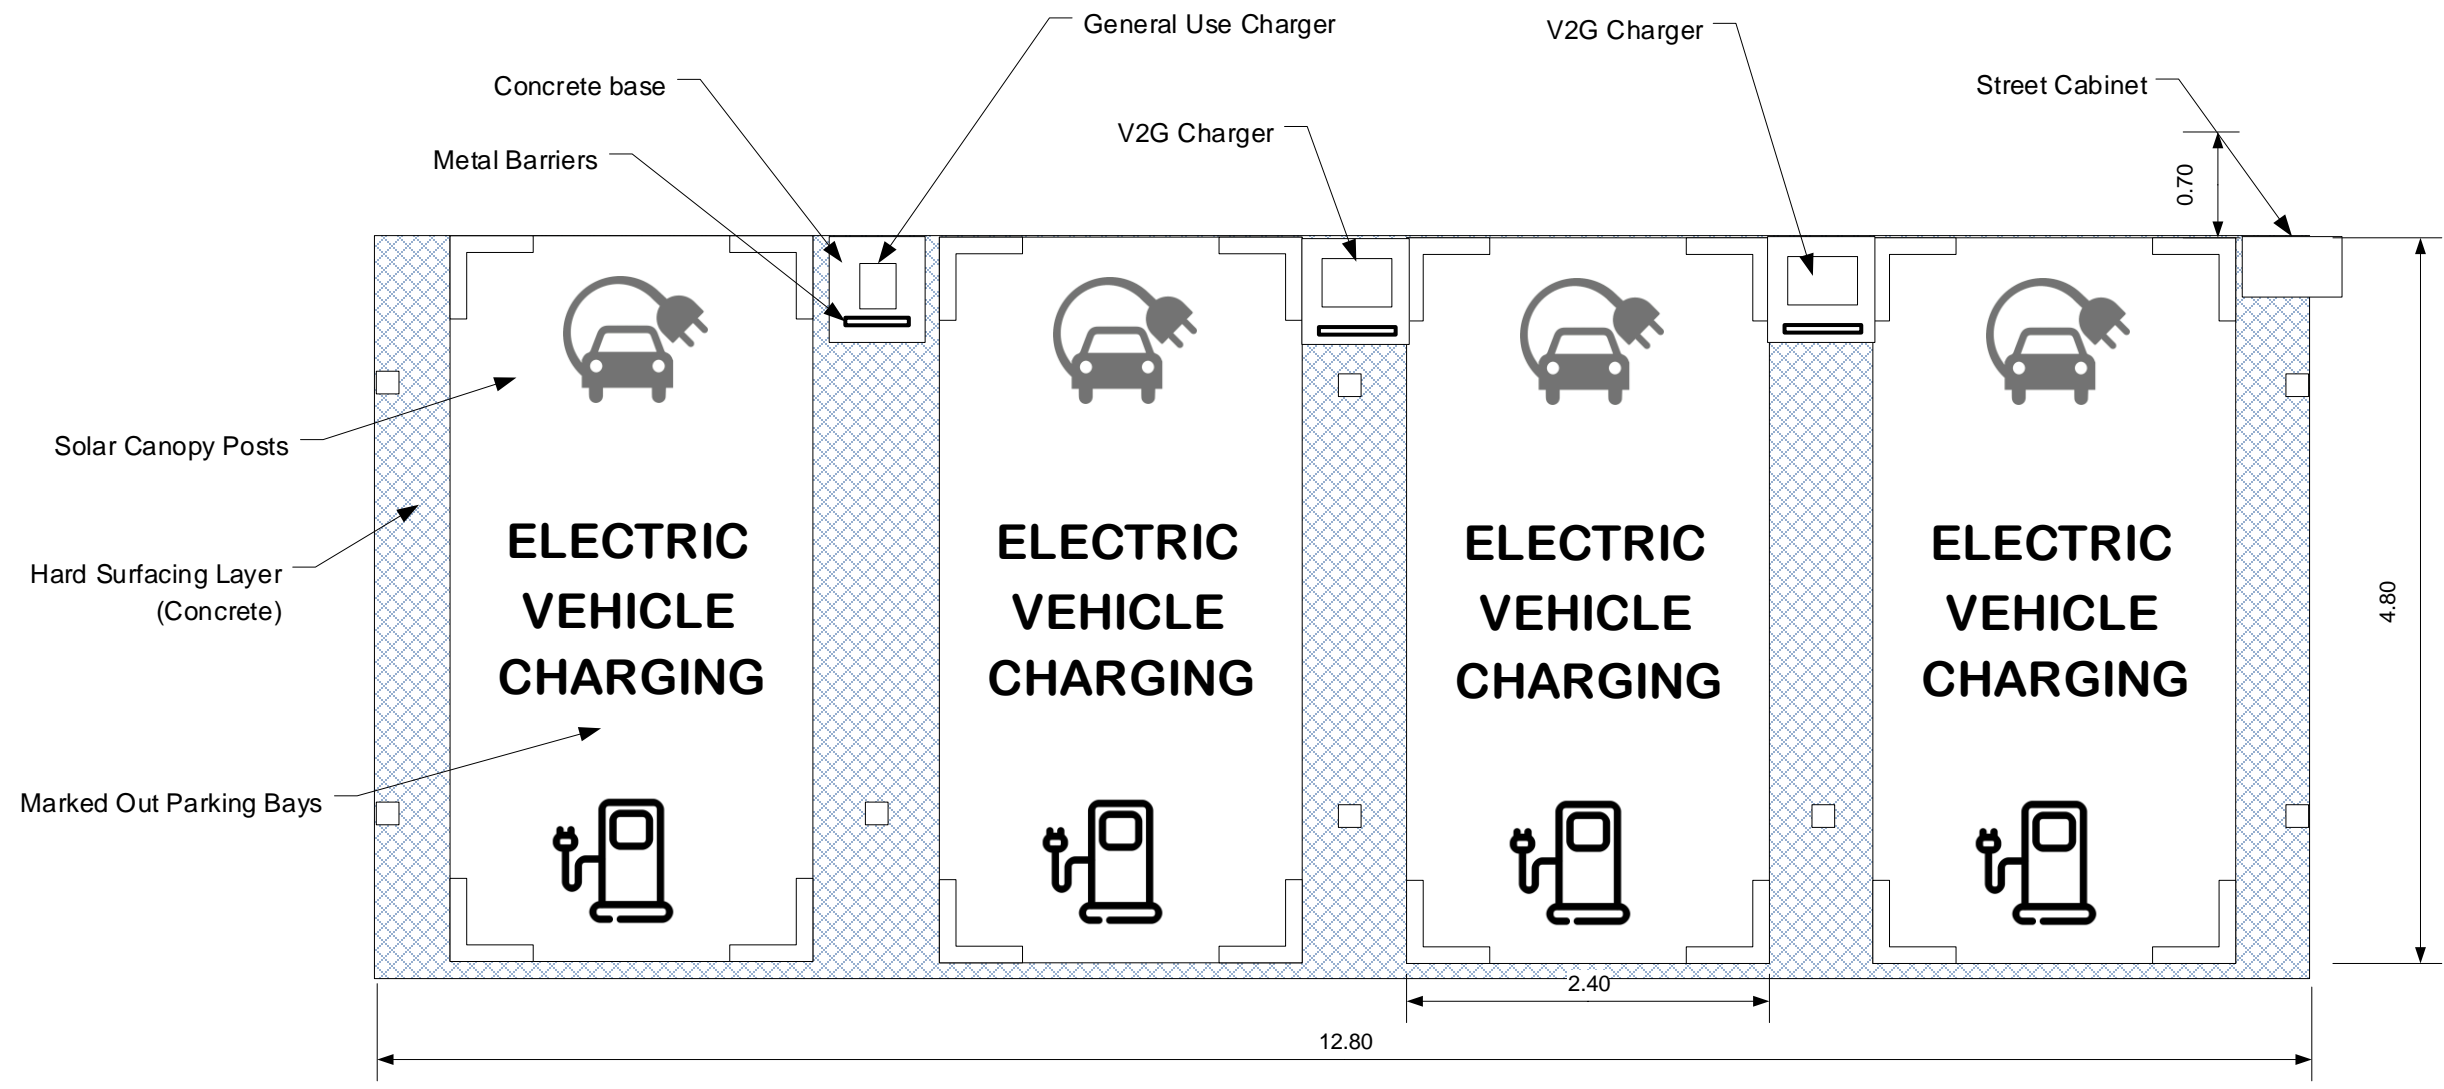 General Use Charger
V2G Charger
Concrete base
Street Cabinet
V2G Charger
Metal Barriers
0.70
Solar Canopy Posts
Hard Surfacing Layer
(Concrete)
Marked Out Parking Bays
ELECTRIC
VEHICLE
CHARGING
ELECTRIC
VEHICLE
CHARGING
ELECTRIC
VEHICLE
CHARGING
ELECTRIC
VEHICLE
CHARGING
4.80
2.40
12.80